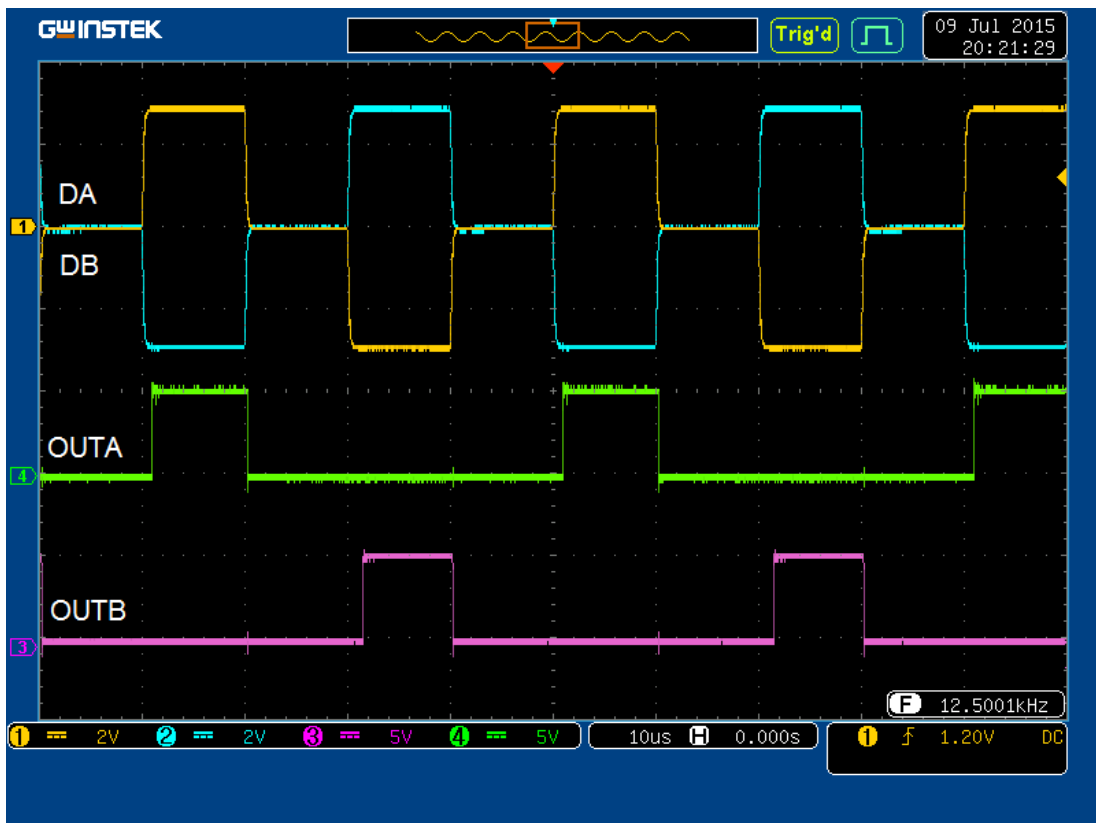 GWINSTEK
Trig'd
09 Jul 2015
20:21:29
DA
1
DB
OUTA
4
OUTB
3
F 12.5001kHz
1 2V 2 2V 3 5V 4 5V
10us H 0.000s
1 1.20V DC